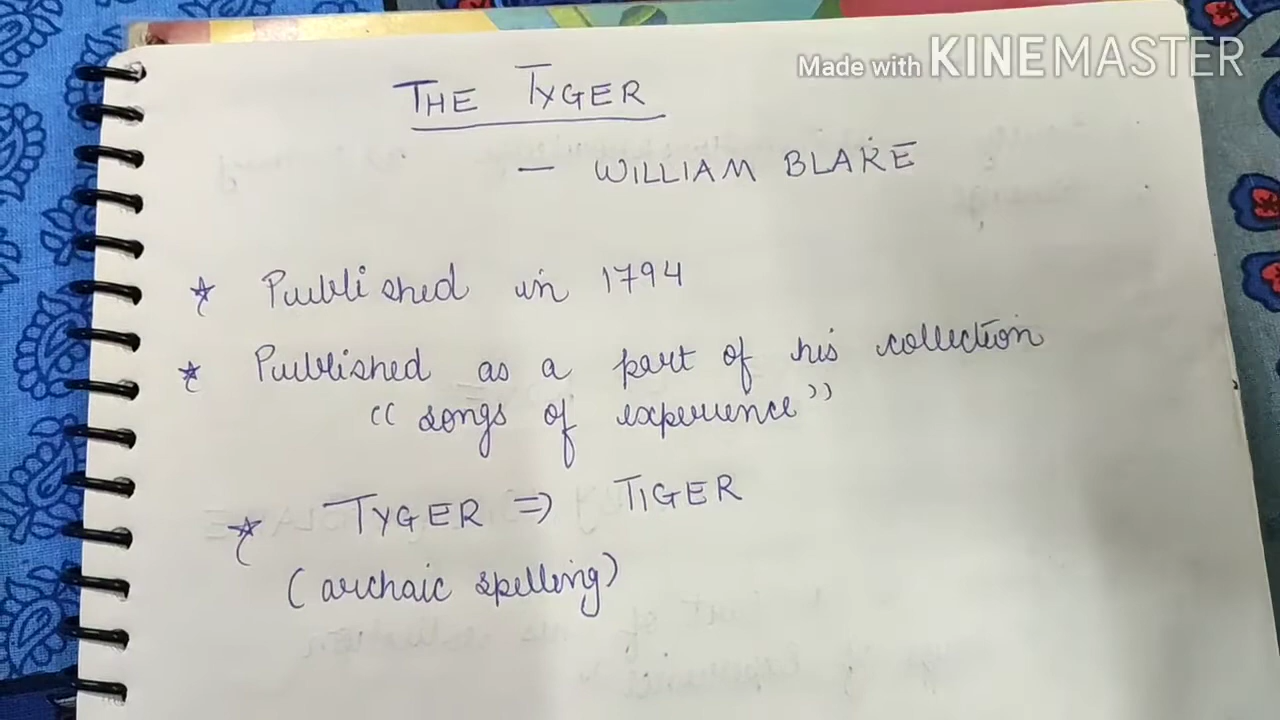 Made with KINEMASTER
THE TYGER
— WILLIAM BLAKE
☆ Published in 1794
☆ Published as a part of his collection
“songs of experience”
☆ TYGER ⇒ TIGER
(archaic spelling)